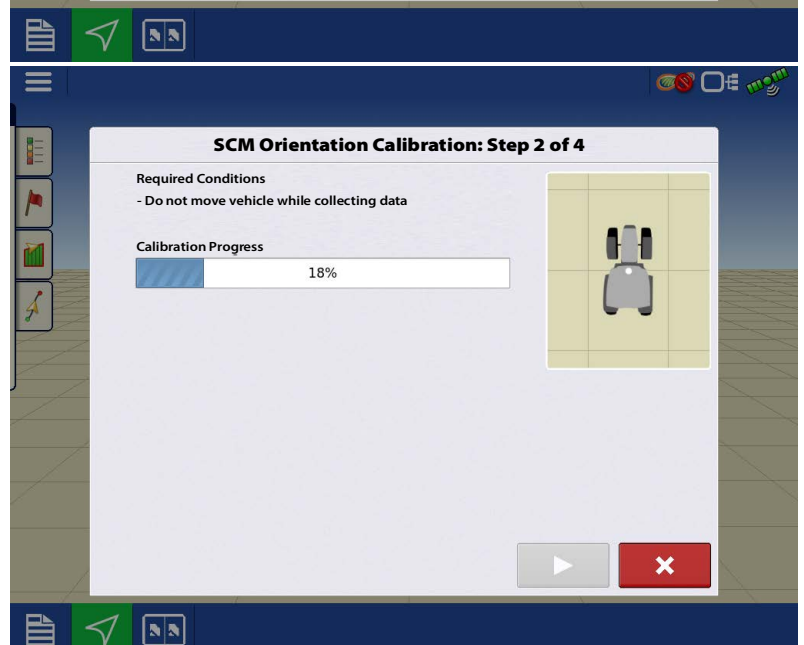 SCM Orientation Calibration: Step 2 of 4
Required Conditions
- Do not move vehicle while collecting data
Calibration Progress
18%